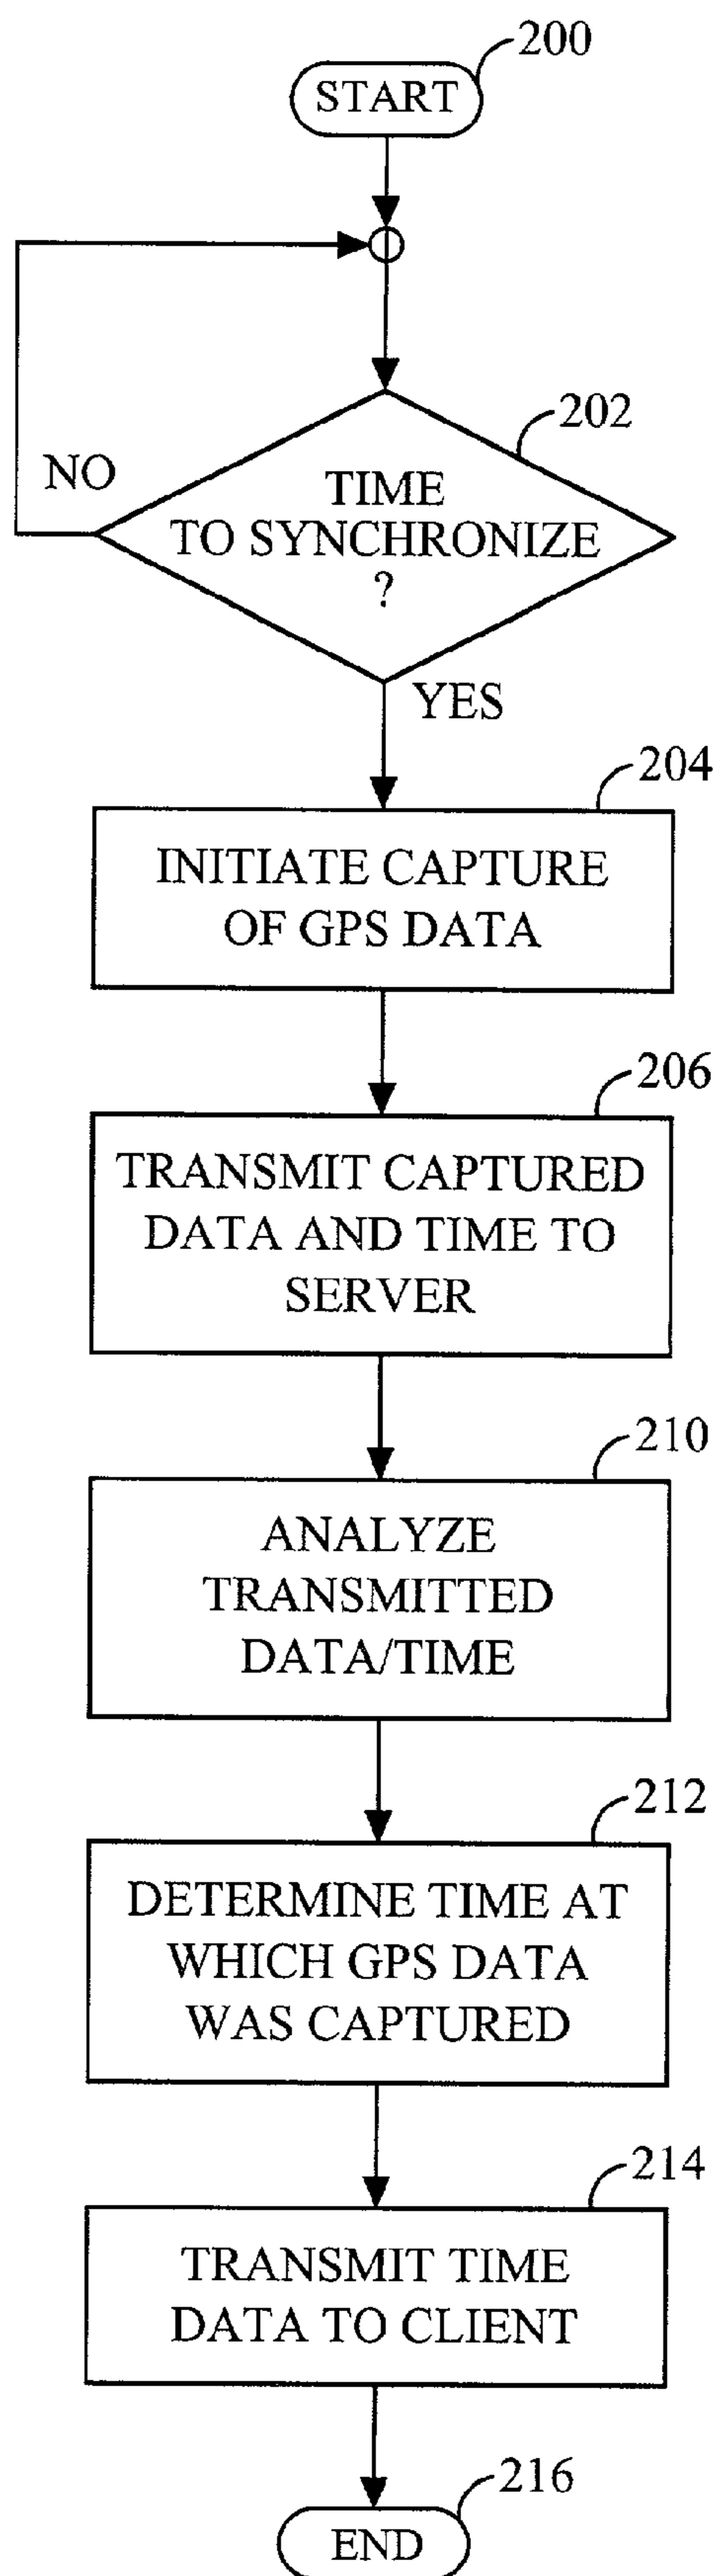 200
START
202
NO
TIME
TO SYNCHRONIZE
?
YES
204
INITIATE CAPTURE
OF GPS DATA
206
TRANSMIT CAPTURED
DATA AND TIME TO
SERVER
210
ANALYZE
TRANSMITTED
DATA/TIME
212
DETERMINE TIME AT
WHICH GPS DATA
WAS CAPTURED
214
TRANSMIT TIME
DATA TO CLIENT
216
END